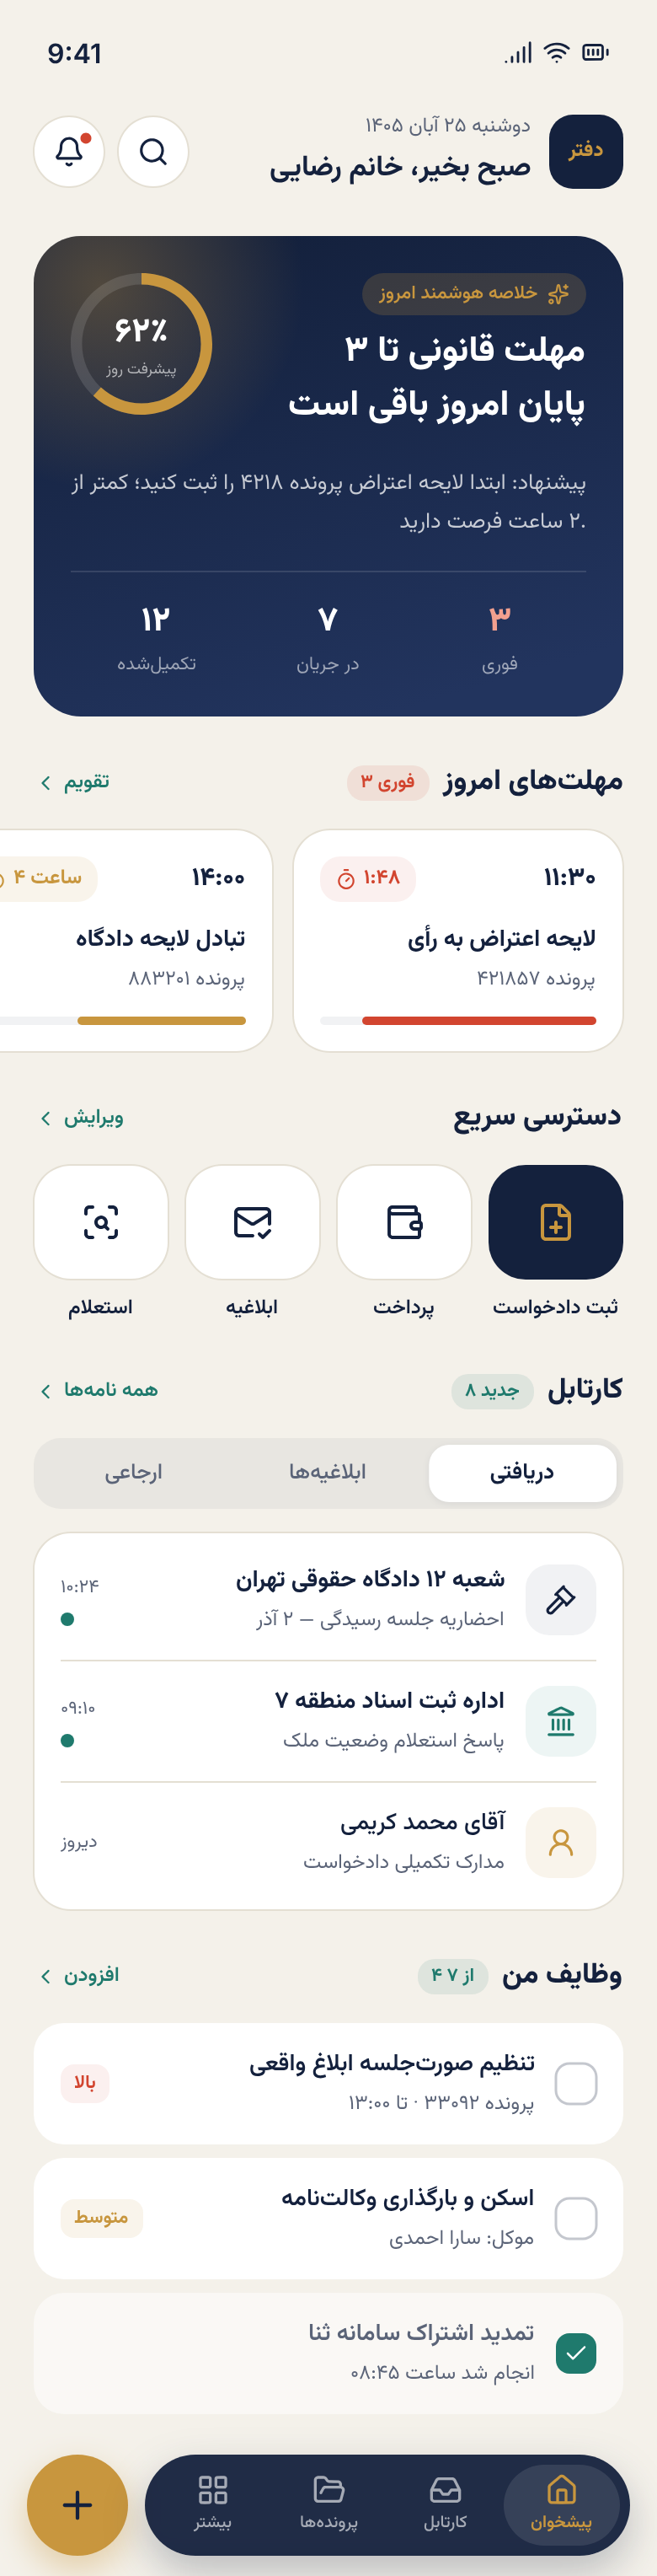 9:41
دفتر
دوشنبه ۲۵ آبان ۱۴۰۵
صبح بخیر، خانم رضایی
خلاصه هوشمند امروز
مهلت قانونی تا ۳
پایان امروز باقی است
۶۲٪
پیشرفت روز
پیشنهاد: ابتدا لایحه اعتراض پرونده ۴۲۱۸ را ثبت کنید؛ کمتر از
.۲ ساعت فرصت دارید
۳
فوری
۷
در جریان
۱۲
تکمیل‌شده
مهلت‌های امروز
فوری ۳
تقویم
۱۱:۳۰
۱:۴۸
لایحه اعتراض به رأی
پرونده ۴۲۱۸۵۷
۱۴:۰۰
ساعت ۴
تبادل لایحه دادگاه
پرونده ۸۸۳۲۰۱
دسترسی سریع
ویرایش
ثبت دادخواست
پرداخت
ابلاغیه
استعلام
کارتابل
جدید ۸
همه نامه‌ها
دریافتی
ابلاغیه‌ها
ارجاعی
شعبه ۱۲ دادگاه حقوقی تهران
احضاریه جلسه رسیدگی — ۲ آذر
۱۰:۲۴
اداره ثبت اسناد منطقه ۷
پاسخ استعلام وضعیت ملک
۰۹:۱۰
آقای محمد کریمی
مدارک تکمیلی دادخواست
دیروز
وظایف من
از ۷ ۴
افزودن
تنظیم صورت‌جلسه ابلاغ واقعی
پرونده ۳۳۰۹۲ · تا ۱۳:۰۰
بالا
اسکن و بارگذاری وکالت‌نامه
موکل: سارا احمدی
متوسط
تمدید اشتراک سامانه ثنا
انجام شد ساعت ۰۸:۴۵
پیشخوان
کارتابل
پرونده‌ها
بیشتر